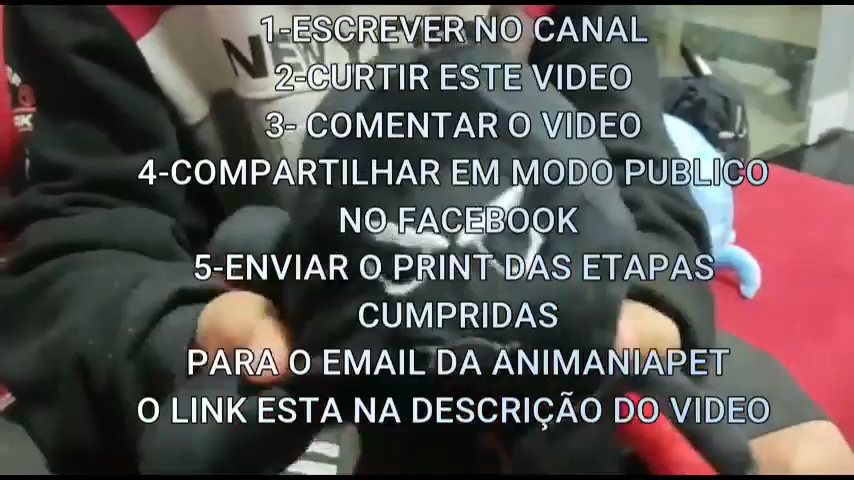 1-ESCREVER NO CANAL
2-CURTIR ESTE VIDEO
3- COMENTAR O VIDEO
4-COMPARTILHAR EM MODO PUBLICO
NO FACEBOOK
5-ENVIAR O PRINT DAS ETAPAS
CUMPRIDAS
PARA O EMAIL DA ANIMANIAPET
O LINK ESTA NA DESCRIÇÃO DO VIDEO